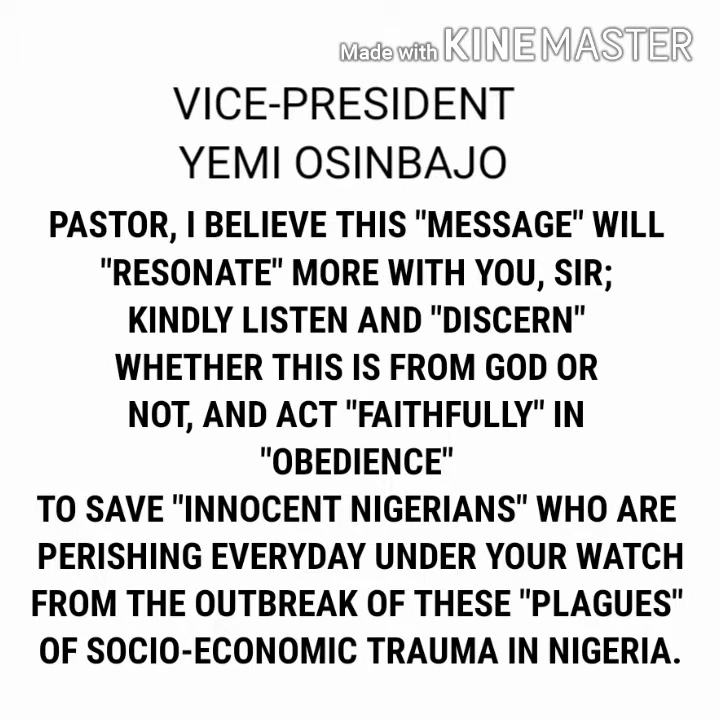 Made with KINEMASTER
VICE-PRESIDENT
YEMI OSINBAJO
PASTOR, I BELIEVE THIS "MESSAGE" WILL
"RESONATE" MORE WITH YOU, SIR;
KINDLY LISTEN AND "DISCERN"
WHETHER THIS IS FROM GOD OR
NOT, AND ACT "FAITHFULLY" IN
"OBEDIENCE"
TO SAVE "INNOCENT NIGERIANS" WHO ARE
PERISHING EVERYDAY UNDER YOUR WATCH
FROM THE OUTBREAK OF THESE "PLAGUES"
OF SOCIO-ECONOMIC TRAUMA IN NIGERIA.